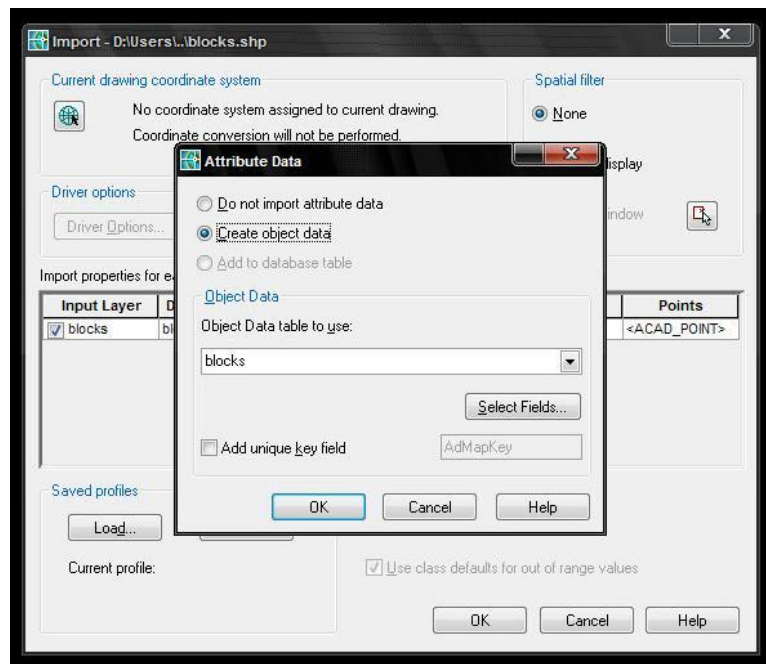 Import - D:\Users\..\blocks.shp
X
Current drawing coordinate system
No coordinate system assigned to current drawing.
Coordinate conversion will not be performed.
Spatial filter
None
Driver options
Driver Options...
Import properties for
Input Layer
Points
blocks
<ACAD_POINT>
Attribute Data
X
Do not import attribute data
Create object data
Add to database table
Object Data
Object Data table to use:
blocks
Select Fields...
Add unique key field
AdMapKey
OK
Cancel
Help
Saved profiles
Load...
Current profile:
Use class defaults for out of range values
OK
Cancel
Help